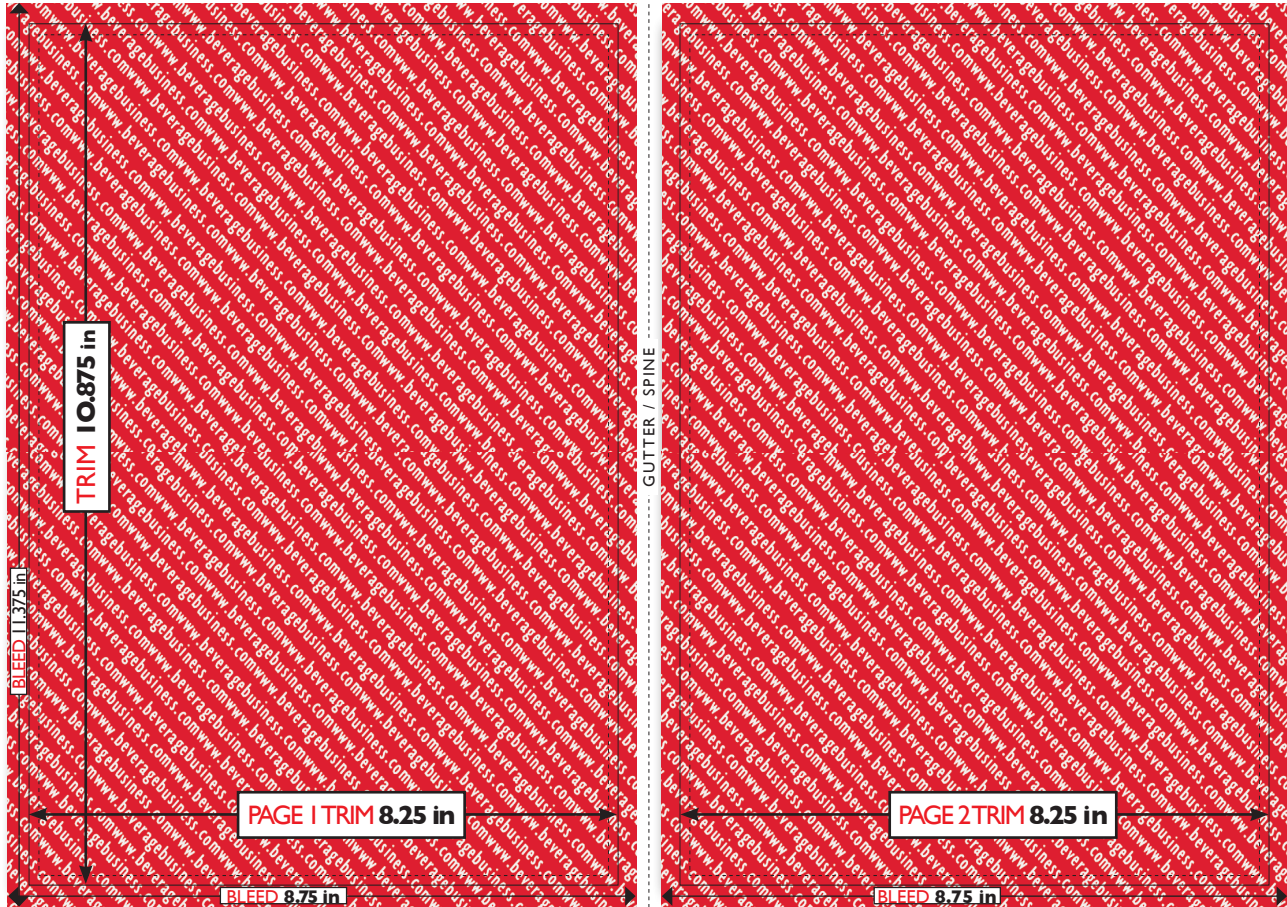 www.beveragebusiness.com
TRIM 10.875 in
BLEED 11.375 in
PAGE 1 TRIM 8.25 in
BLEED 8.75 in
GUTTER / SPINE
PAGE 2 TRIM 8.25 in
BLEED 8.75 in